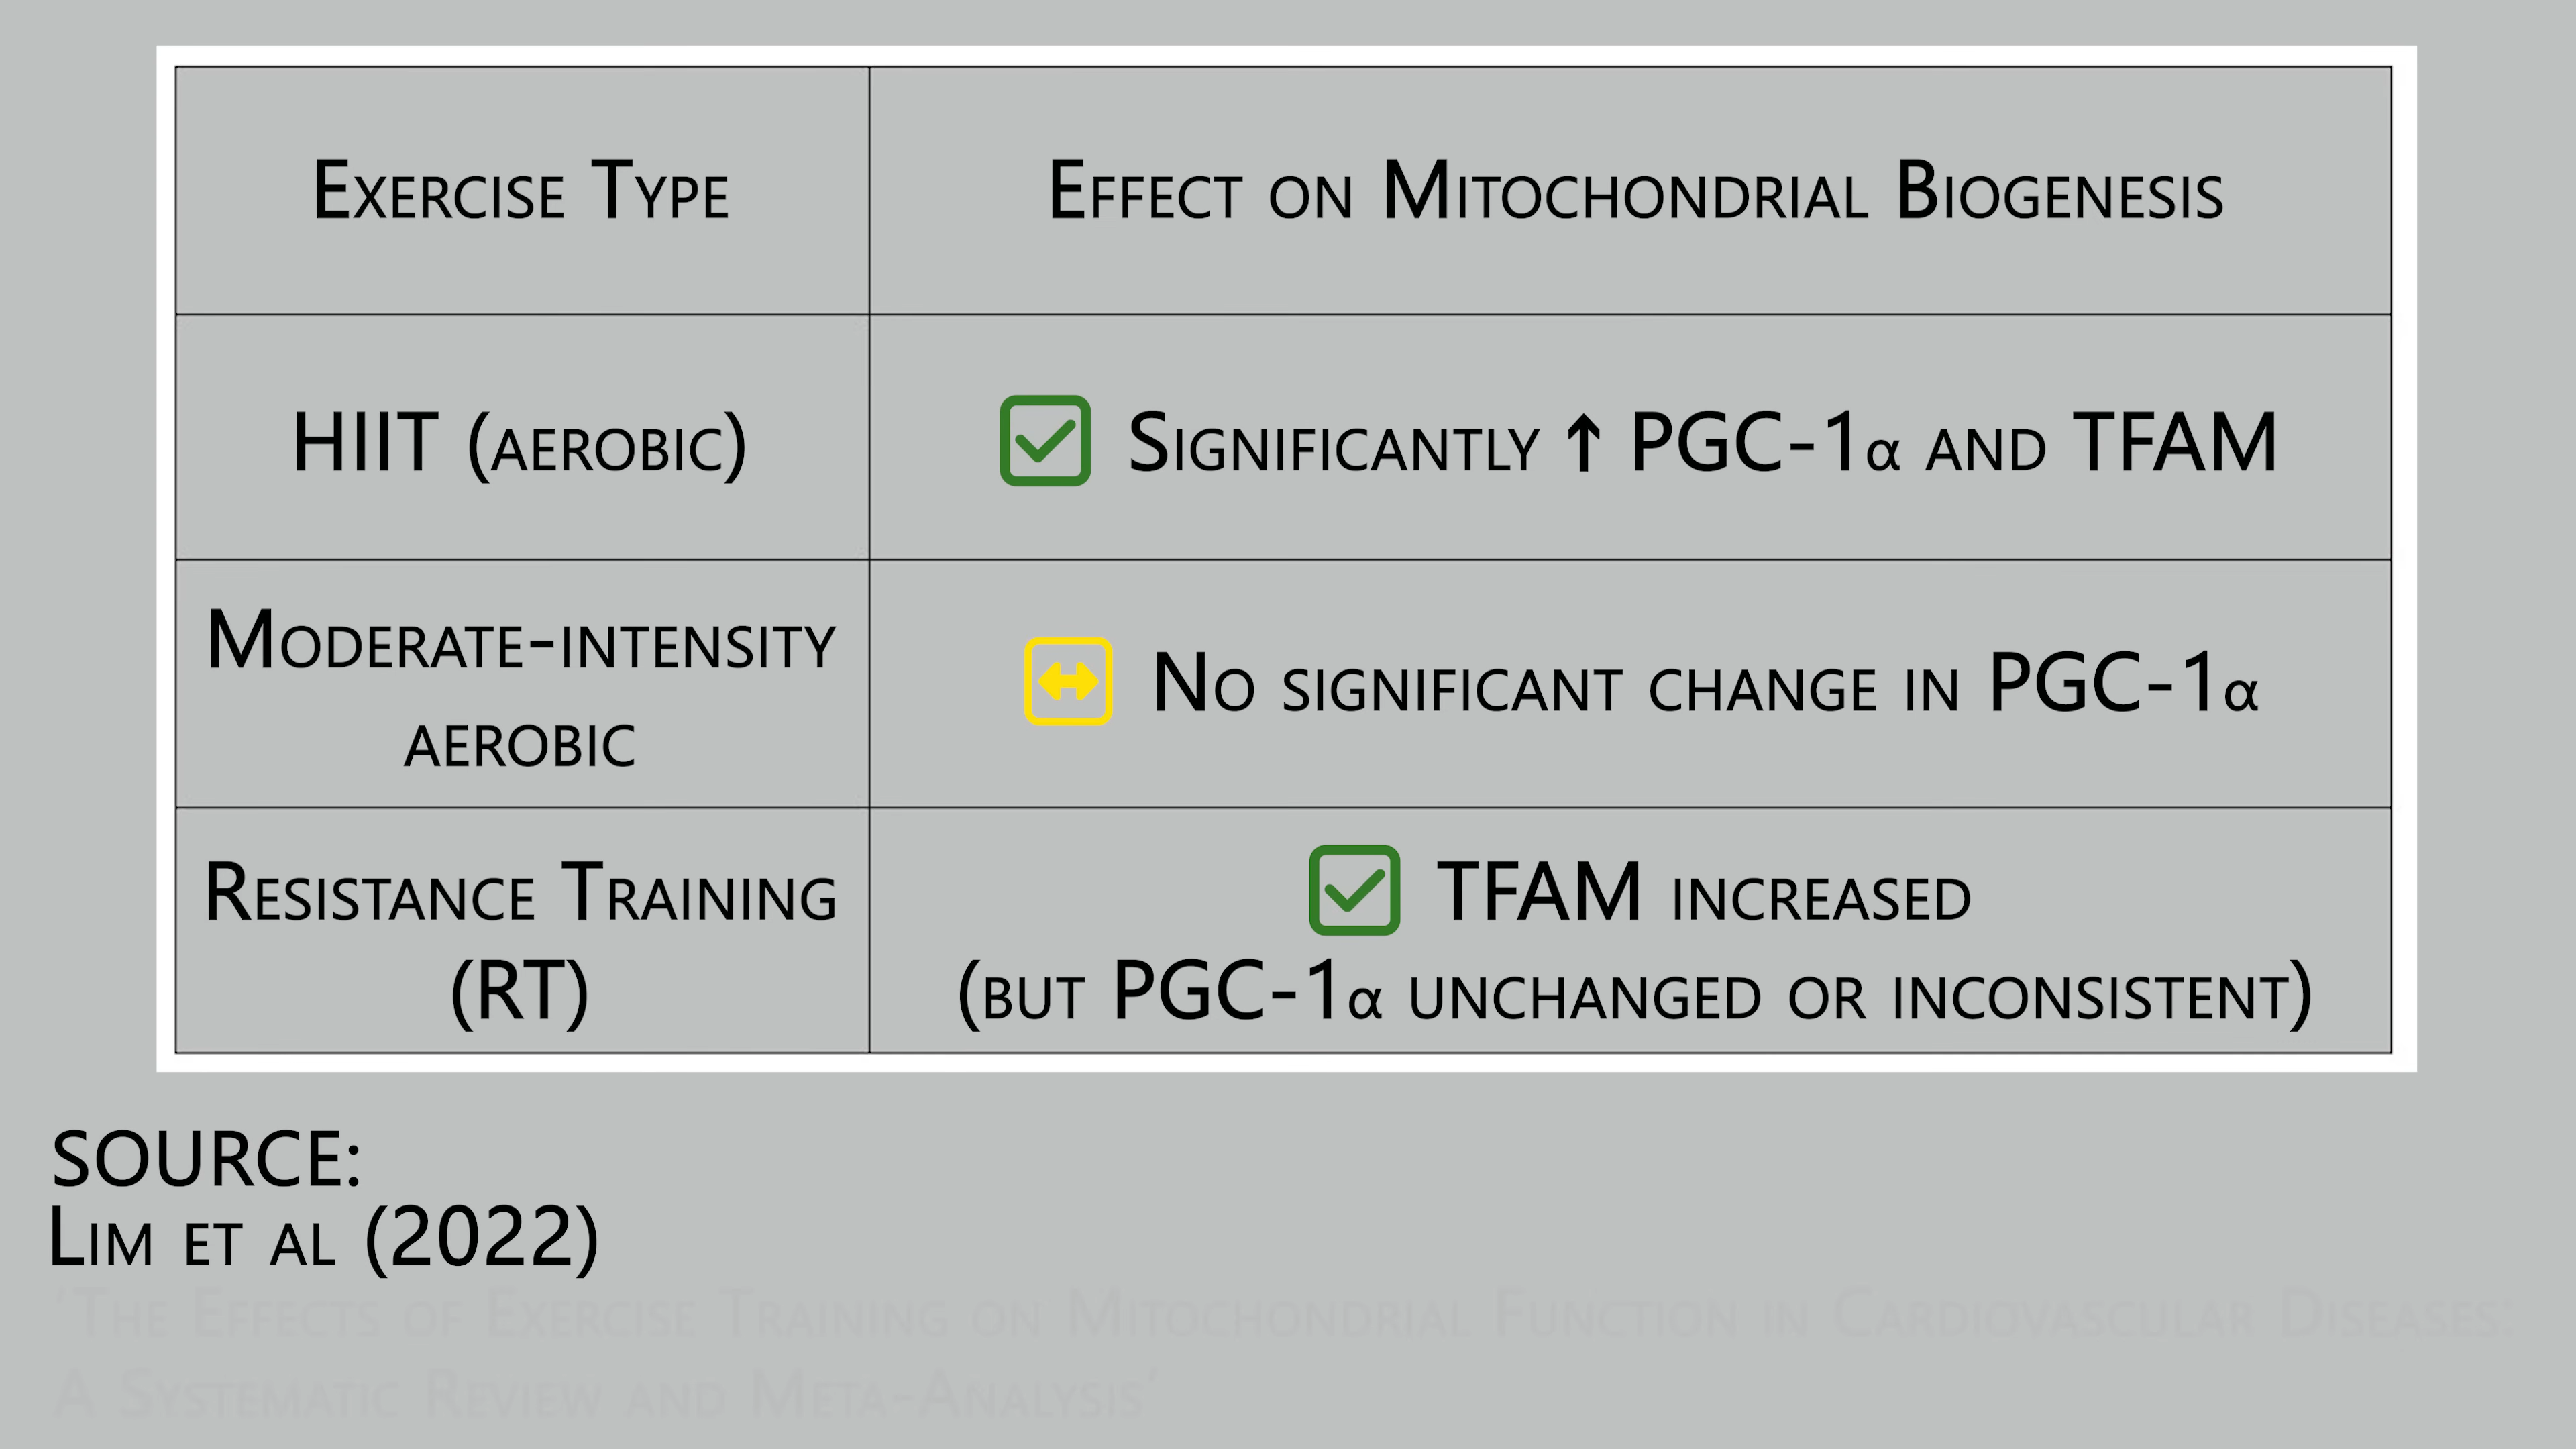 Exercise Type
Effect on Mitochondrial Biogenesis
HIIT (aerobic)
Significantly ↑ PGC-1α and TFAM
Moderate-intensity
aerobic
No significant change in PGC-1α
Resistance Training
(RT)
TFAM increased
(but PGC-1α unchanged or inconsistent)
SOURCE:
Lim et al (2022)
'The Effects of Exercise Training on Mitochondrial Function in Cardiovascular Diseases:
A Systematic Review and Meta-Analysis'